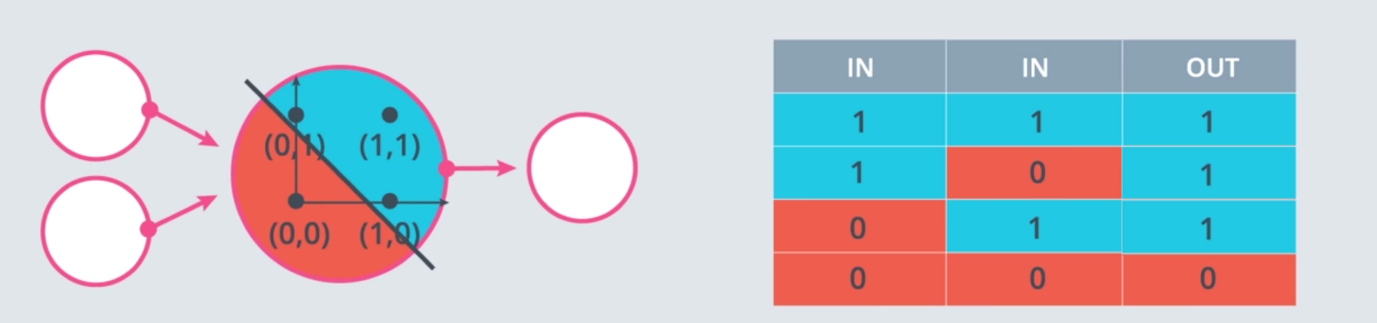 (0,1) (1,1)
(0,0) (1,0)
IN IN OUT
1 1 1
1 0 1
0 1 1
0 0 0